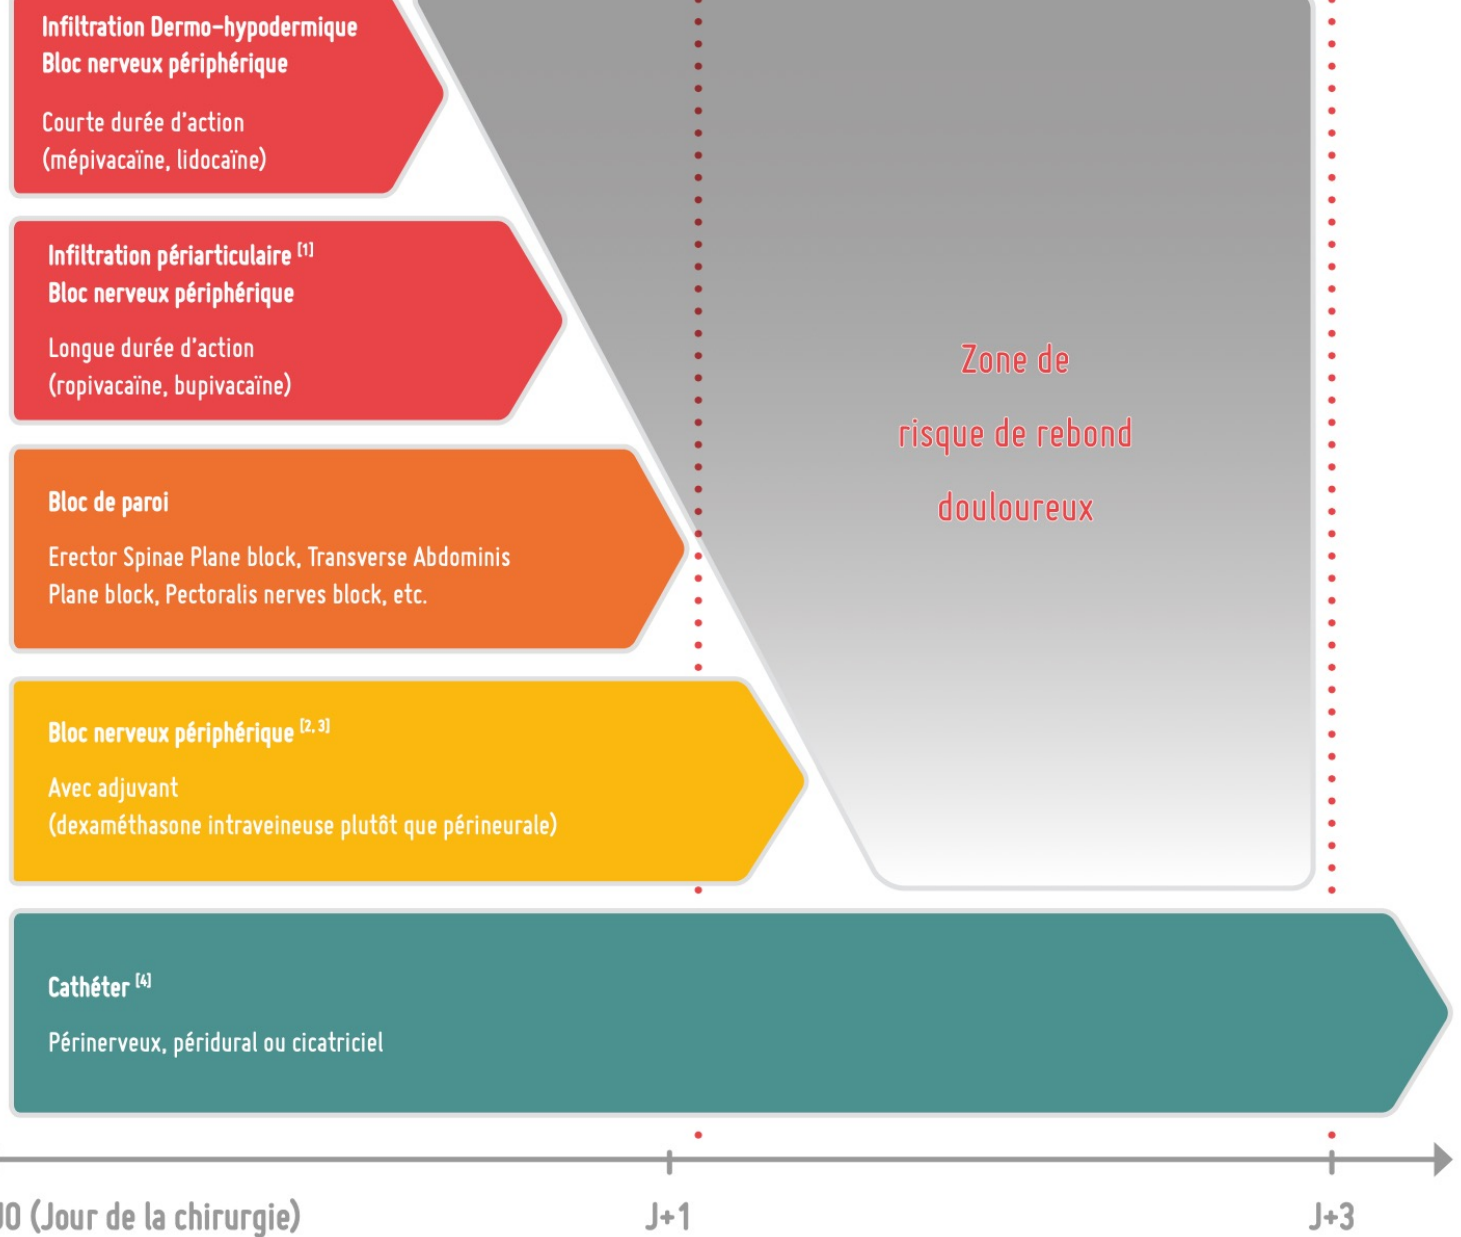 Infiltration Dermo-hypodermique
Bloc nerveux périphérique
Courte durée d'action
(mépivacaïne, lidocaïne)
Infiltration périarticulaire [1]
Bloc nerveux périphérique
Longue durée d'action
(ropivacaïne, bupivacaïne)
Zone de
risque de rebond
douloureux
Bloc de paroi
Erector Spinae Plane block, Transverse Abdominis
Plane block, Pectoralis nerves block, etc.
Bloc nerveux périphérique [2, 3]
Avec adjuvant
(dexaméthasone intraveineuse plutôt que périneurale)
Cathéter [4]
Périnerveux, péridural ou cicatriciel
J0 (Jour de la chirurgie)
J+1
J+3